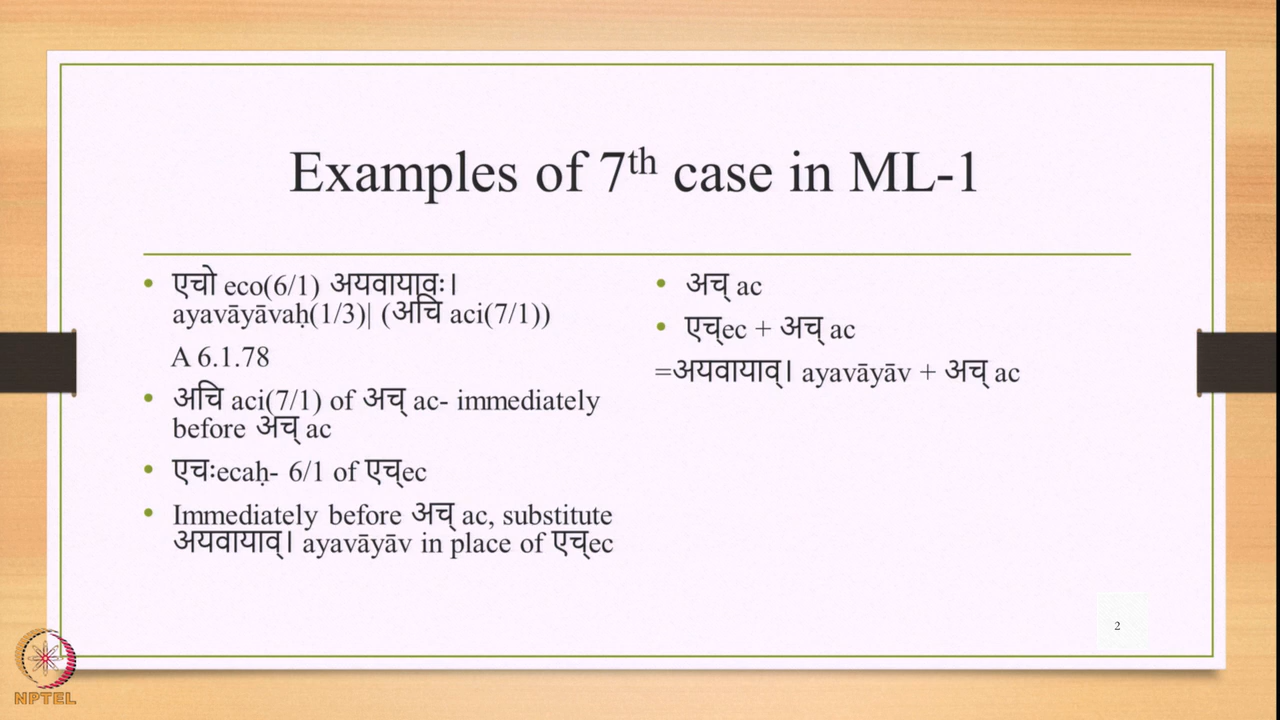 Examples of 7th case in ML-1
• एचो eco(6/1) अयवायावः।
ayavāyāvaḥ(1/3)| (अचि aci(7/1))
A 6.1.78
• अचि aci(7/1) of अच् ac- immediately
before अच् ac
• एचःecaḥ- 6/1 of एच्ec
• Immediately before अच् ac, substitute
अयवायाव्। ayavāyāv in place of एच्ec
• अच् ac
• एच्ec + अच् ac
=अयवायाव्। ayavāyāv + अच् ac
2
NPTEL